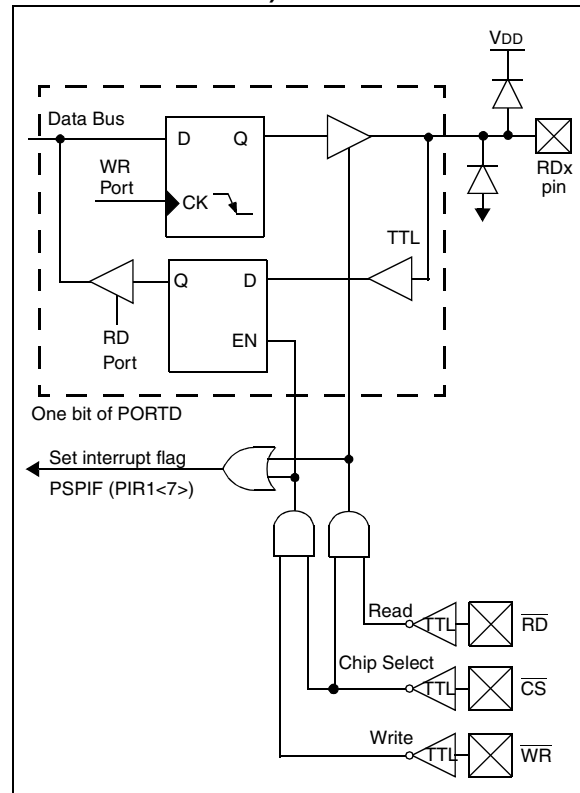 VDD
Data Bus
D Q
RDx
pin
WR
Port
CK
TTL
Q D
RD
Port
EN
One bit of PORTD
Set interrupt flag
PSPIF (PIR1<7>)
Read
TTL
RD
Chip Select
TTL
CS
Write
TTL
WR